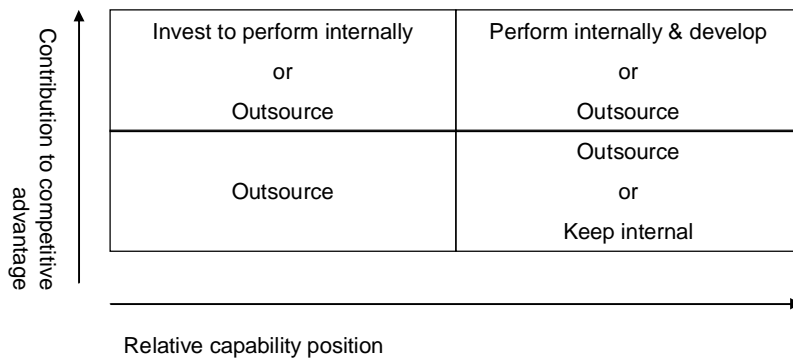 Contribution to competitive
advantage
Invest to perform internally
or
Outsource
Perform internally & develop
or
Outsource
Outsource
Outsource
or
Keep internal
Relative capability position